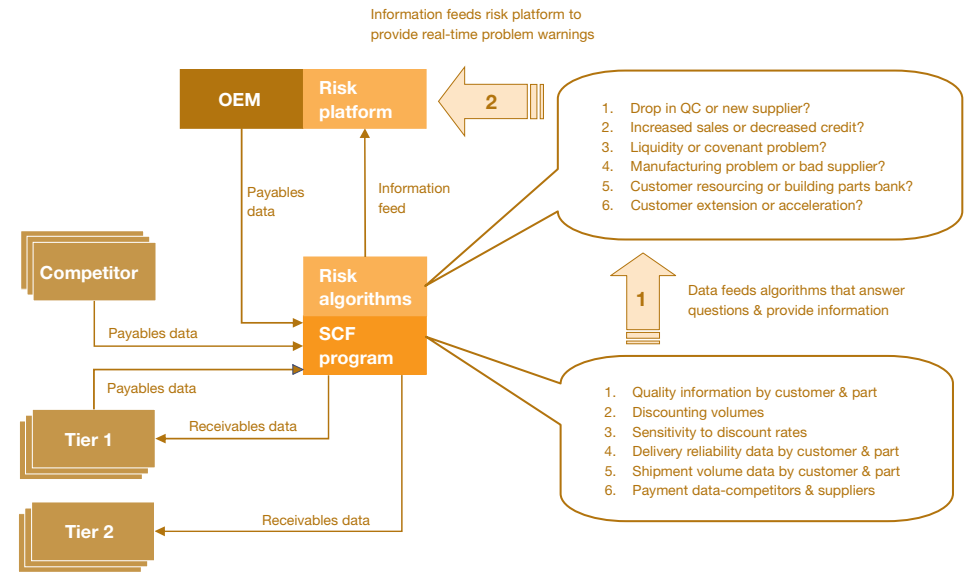 Information feeds risk platform to
provide real-time problem warnings
OEM
Risk
platform
2
1. Drop in QC or new supplier?
2. Increased sales or decreased credit?
3. Liquidity or covenant problem?
4. Manufacturing problem or bad supplier?
5. Customer resourcing or building parts bank?
6. Customer extension or acceleration?
Payables
data
Information
feed
Competitor
Risk
algorithms
SCF
program
1
Data feeds algorithms that answer
questions & provide information
Payables data
Payables data
Tier 1
Receivables data
1. Quality information by customer & part
2. Discounting volumes
3. Sensitivity to discount rates
4. Delivery reliability data by customer & part
5. Shipment volume data by customer & part
6. Payment data-competitors & suppliers
Tier 2
Receivables data